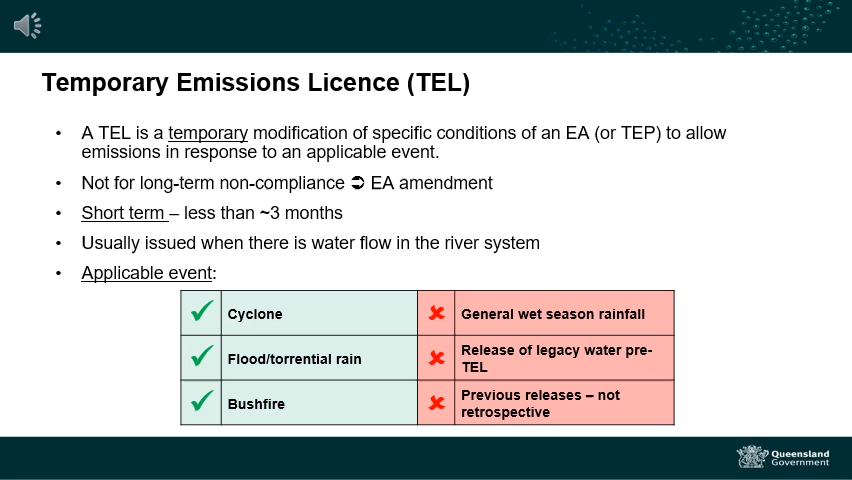 Temporary Emissions Licence (TEL)
• A TEL is a temporary modification of specific conditions of an EA (or TEP) to allow
emissions in response to an applicable event.
• Not for long-term non-compliance ➲ EA amendment
• Short term – less than ~3 months
• Usually issued when there is water flow in the river system
• Applicable event:
✓ Cyclone ✘ General wet season rainfall
✓ Flood/torrential rain ✘ Release of legacy water pre-
TEL
✓ Bushfire ✘ Previous releases – not
retrospective
Queensland
Government